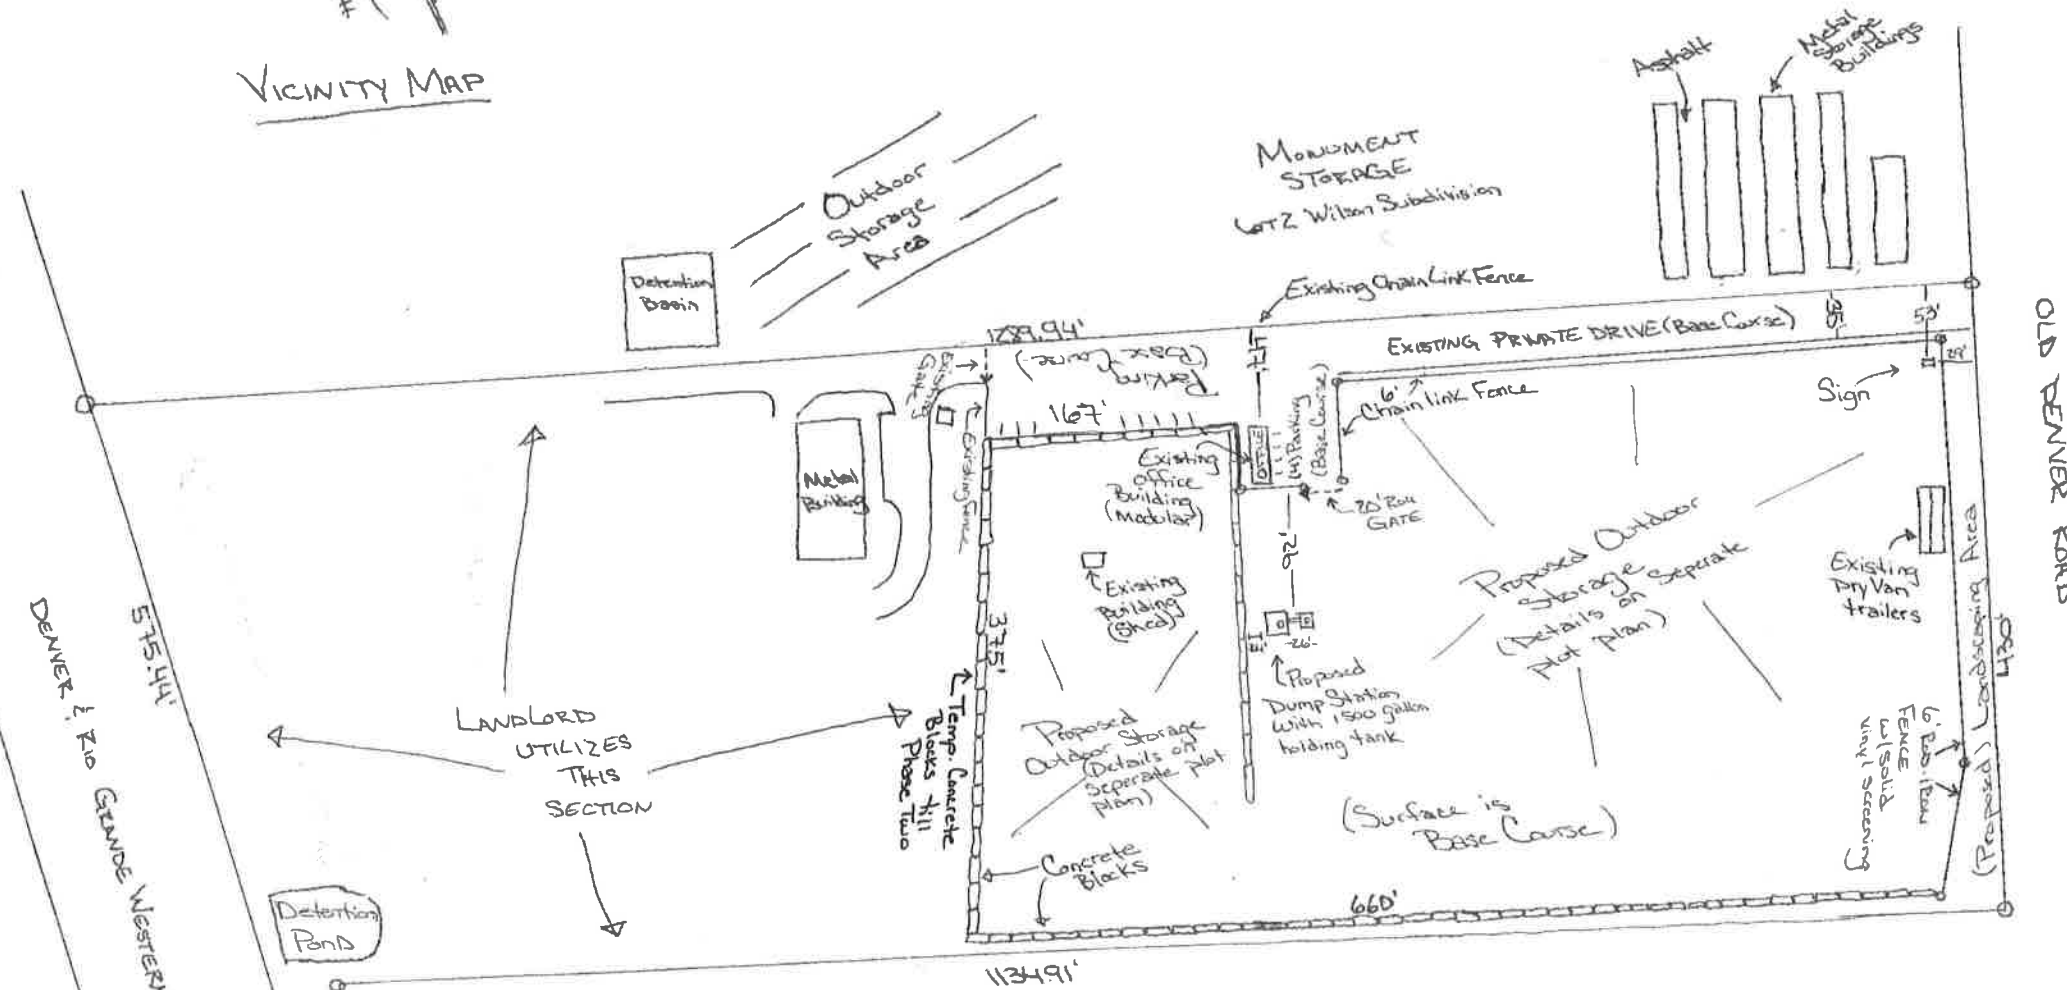 VICINITY MAP
Outdoor
Storage
Area
Detention
Basin
MONUMENT
STORAGE
LOT 2 Wilson Subdivision
Asphalt
Metal
Storage
Buildings
Existing Chain Link Fence
1289.94'
EXISTING PRIVATE DRIVE (Base Course)
35'
53'
29'
47'
Parking
(Base Course)
167'
Existing
Gate
Existing Fence
Metal
Building
Existing
Office
Building
(Modular)
OFFICE
(4) Parking
(Base Course)
6'
Chain link Fence
20' Roll
GATE
Sign
OLD DENVER ROAD
Existing
Dry Van
trailers
Proposed Outdoor
Storage
(Details on Seperate
plot plan)
Existing
Building
(Shed)
26'
Proposed
Dump Station
with 1500 gallon
holding tank
375'
575.44'
DENVER & RIO GRANDE WESTERN
LANDLORD
UTILIZES
THIS
SECTION
Temp. Concrete
Blocks till
Phase Two
Proposed
Outdoor Storage
(Details on
Seperate plot
plan)
(Surface is
Base Course)
430'
(Proposed) Landscaping Area
6' Rod-Iron
FENCE
w/solid
vinyl screening
Concrete
Blocks
660'
Detention
Pond
1134.91'